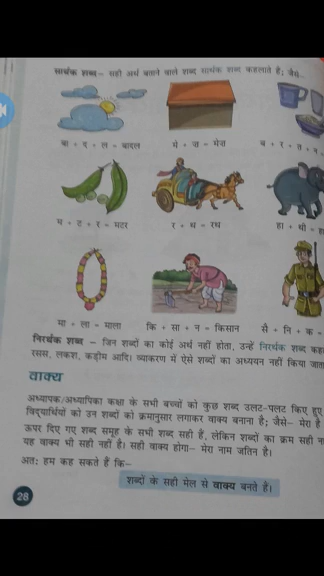 सार्थक शब्द– सही अर्थ बताने वाले शब्द सार्थक शब्द कहलाते हैं; जैसे–
बा + द + ल = बादल
मे + ज़ = मेज़
ब + र + त + न =
म + ट + र = मटर
र + थ = रथ
हा + थी =
मा + ला = माला
कि + सा + न = किसान
सै + नि + क =
निरर्थक शब्द – जिन शब्दों का कोई अर्थ नहीं होता, उन्हें निरर्थक शब्द
रसस, लकश, कड़ीम आदि। व्याकरण में ऐसे शब्दों का अध्ययन नहीं किया
वाक्य
अध्यापक/अध्यापिका कक्षा के सभी बच्चों को कुछ शब्द उलट-पलट किए हुए
विद्यार्थियों को उन शब्दों को क्रमानुसार लगाकर वाक्य बनाना है; जैसे– मेरा है
ऊपर दिए गए शब्द समूह के सभी शब्द सही हैं, लेकिन शब्दों का क्रम सही
यह वाक्य भी सही नहीं है। सही वाक्य होगा– मेरा नाम जतिन है।
अतः हम कह सकते हैं कि–
शब्दों के सही मेल से वाक्य बनते हैं।
28